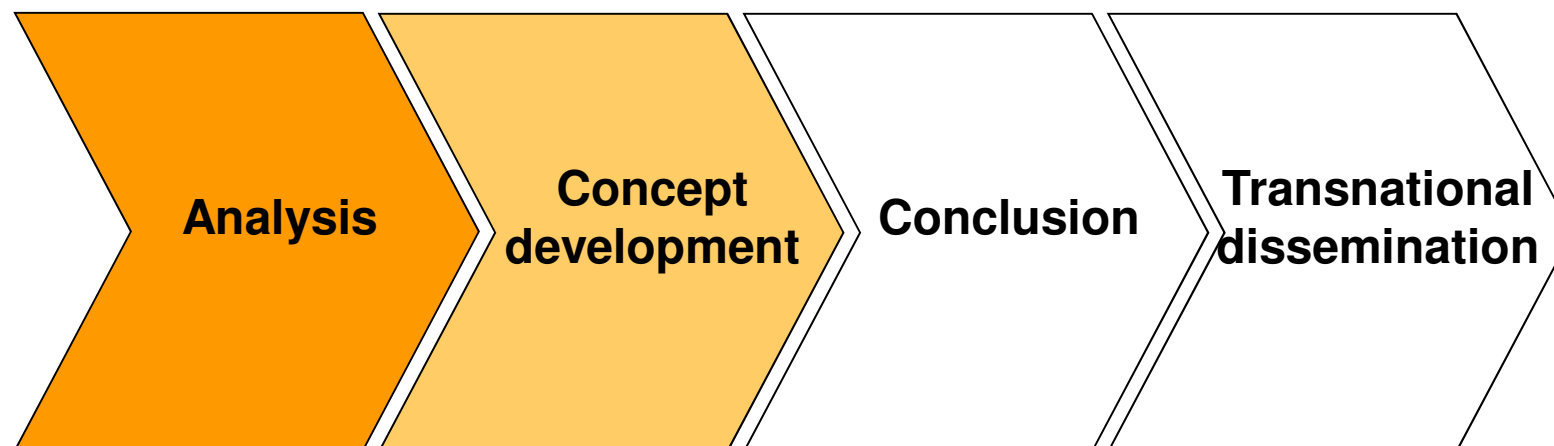 Analysis
Concept
development
Conclusion
Transnational
dissemination